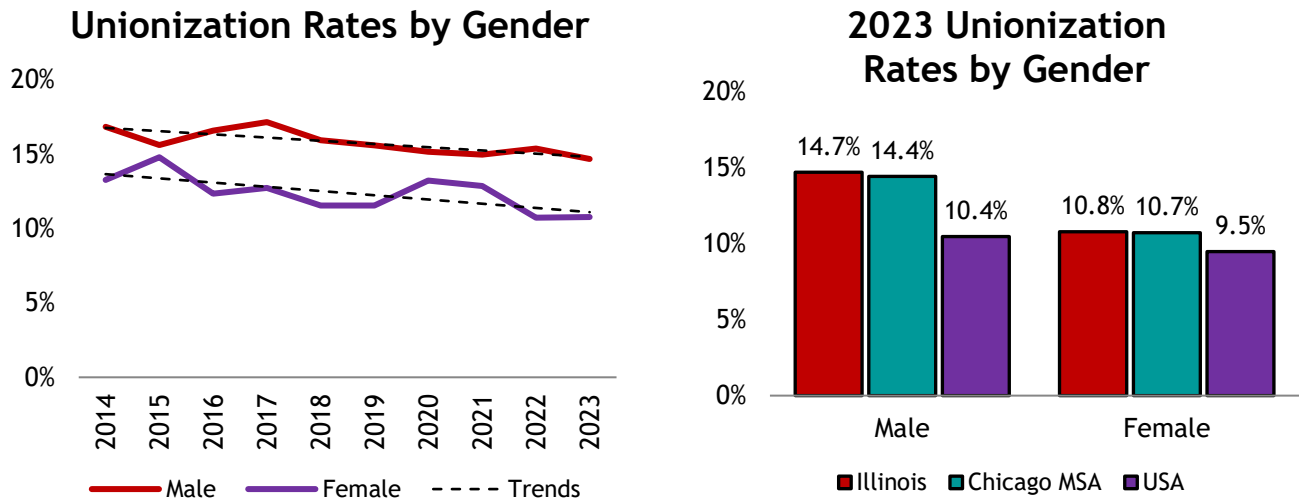 Unionization Rates by Gender
20%
15%
10%
5%
0%
2014 2015 2016 2017 2018 2019 2020 2021 2022 2023
Male Female Trends
2023 Unionization
Rates by Gender
20%
15%
10%
5%
0%
14.7% 14.4% 10.4% 10.8% 10.7% 9.5%
Male Female
Illinois Chicago MSA USA